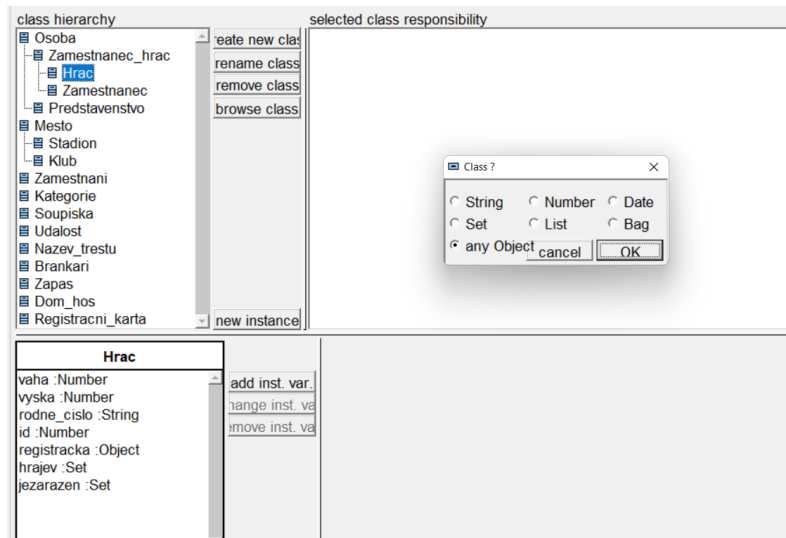 class hierarchy
selected class responsibility
Osoba
Zamestnanec_hrac
Hrac
Zamestnanec
Predstavenstvo
Mesto
Stadion
Klub
Zamestnani
Kategorie
Soupiska
Udalost
Nazev_trestu
Brankari
Zapas
Dom_hos
Registracni_karta
reate new clas
rename class
remove class
browse class
new instance
Class ?
String Number Date
Set List Bag
any Object cancel OK
Hrac
vaha :Number
vyska :Number
rodne_cislo :String
id :Number
registracka :Object
hrajev :Set
jezarazen :Set
add inst. var.
hange inst. va
emove inst. va